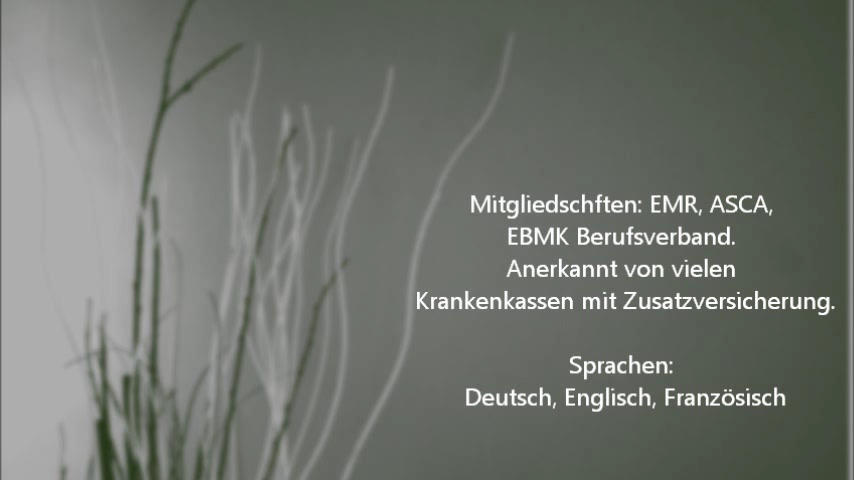 Mitgliedschften: EMR, ASCA,
EBMK Berufsverband.
Anerkannt von vielen
Krankenkassen mit Zusatzversicherung.
Sprachen:
Deutsch, Englisch, Französisch